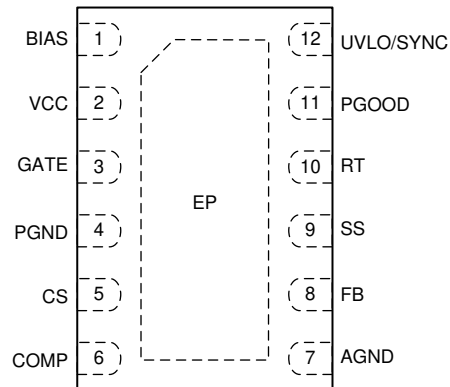 BIAS 1 12 UVLO/SYNC
VCC 2 11 PGOOD
GATE 3 10 RT
EP
PGND 4 9 SS
CS 5 8 FB
COMP 6 7 AGND